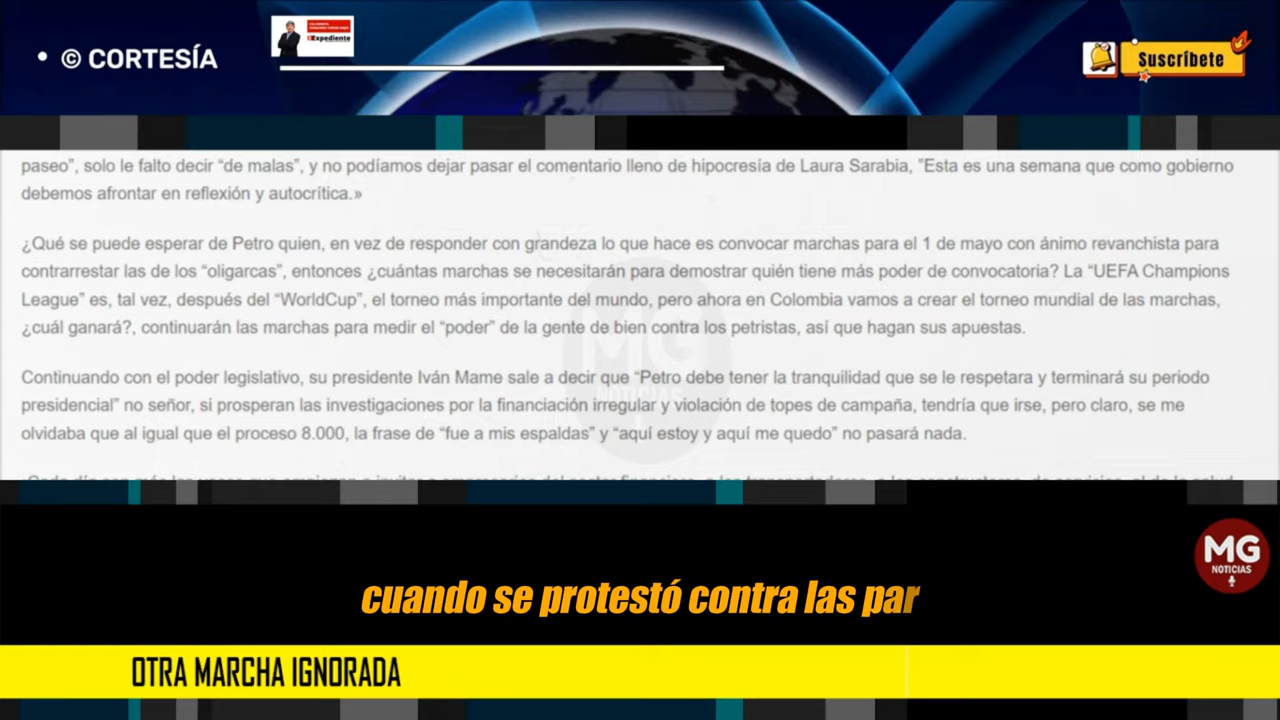 • © CORTESÍA
Expediente
Suscríbete
paseo”, solo le falto decir “de malas”, y no podíamos dejar pasar el comentario lleno de hipocresía de Laura Sarabia, ”Esta es una semana que como gobierno
debemos afrontar en reflexión y autocrítica.»
¿Qué se puede esperar de Petro quien, en vez de responder con grandeza lo que hace es convocar marchas para el 1 de mayo con ánimo revanchista para
contrarrestar las de los “oligarcas”, entonces ¿cuántas marchas se necesitarán para demostrar quién tiene más poder de convocatoria? La “UEFA Champions
League” es, tal vez, después del “WorldCup”, el torneo más importante del mundo, pero ahora en Colombia vamos a crear el torneo mundial de las marchas,
¿cuál ganará?, continuarán las marchas para medir el “poder” de la gente de bien contra los petristas, así que hagan sus apuestas.
Continuando con el poder legislativo, su presidente Iván Mame sale a decir que “Petro debe tener la tranquilidad que se le respetara y terminará su periodo
presidencial” no señor, si prosperan las investigaciones por la financiación irregular y violación de topes de campaña, tendría que irse, pero claro, se me
olvidaba que al igual que el proceso 8.000, la frase de “fue a mis espaldas” y “aquí estoy y aquí me quedo” no pasará nada.
MG
NOTICIAS
MG
NOTICIAS
cuando se protestó contra las par
OTRA MARCHA IGNORADA